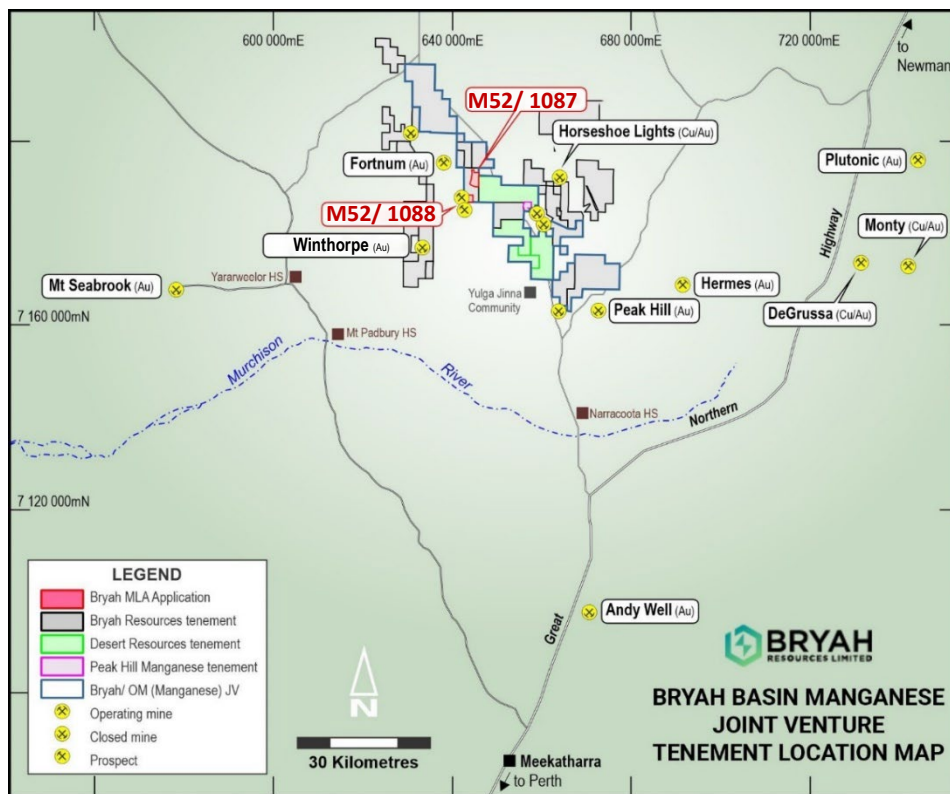 600 000mE
640 000mE
680 000mE
720 000mE
to
Newman
M52/ 1087
Horseshoe Lights (Cu/Au)
Fortnum (Au)
Plutonic (Au)
M52/ 1088
Winthorpe (Au)
Highway
Monty (Cu/Au)
Yararweelor HS
Mt Seabrook (Au)
Yulga Jinna
Community
Hermes (Au)
Peak Hill (Au)
DeGrussa (Cu/Au)
7 160 000mN
Mt Padbury HS
Murchison
River
Narracoota HS
Northern
7 120 000mN
LEGEND
Bryah MLA Application
Bryah Resources tenement
Desert Resources tenement
Peak Hill Manganese tenement
Bryah/ OM (Manganese) JV
Operating mine
Closed mine
Prospect
Andy Well (Au)
Great
N
30 Kilometres
Meekatharra
to Perth
BRYAH
RESOURCES LIMITED
BRYAH BASIN MANGANESE
JOINT VENTURE
TENEMENT LOCATION MAP